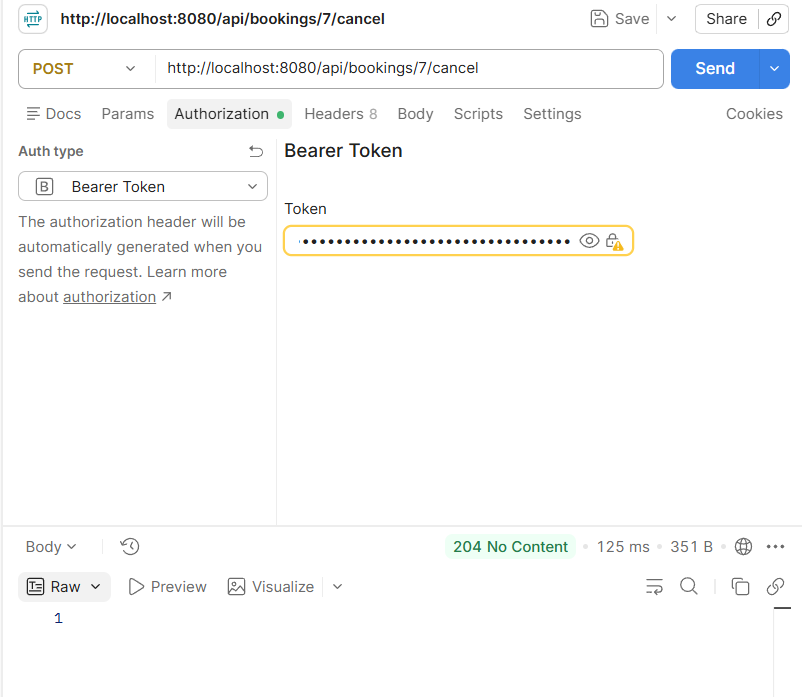 HTTP http://localhost:8080/api/bookings/7/cancel Save Share
POST http://localhost:8080/api/bookings/7/cancel Send
Docs Params Authorization Headers 8 Body Scripts Settings Cookies
Auth type
B Bearer Token
The authorization header will be
automatically generated when you
send the request. Learn more
about authorization ↗
Bearer Token
Token
Body 204 No Content 125 ms 351 B
Raw Preview Visualize
1